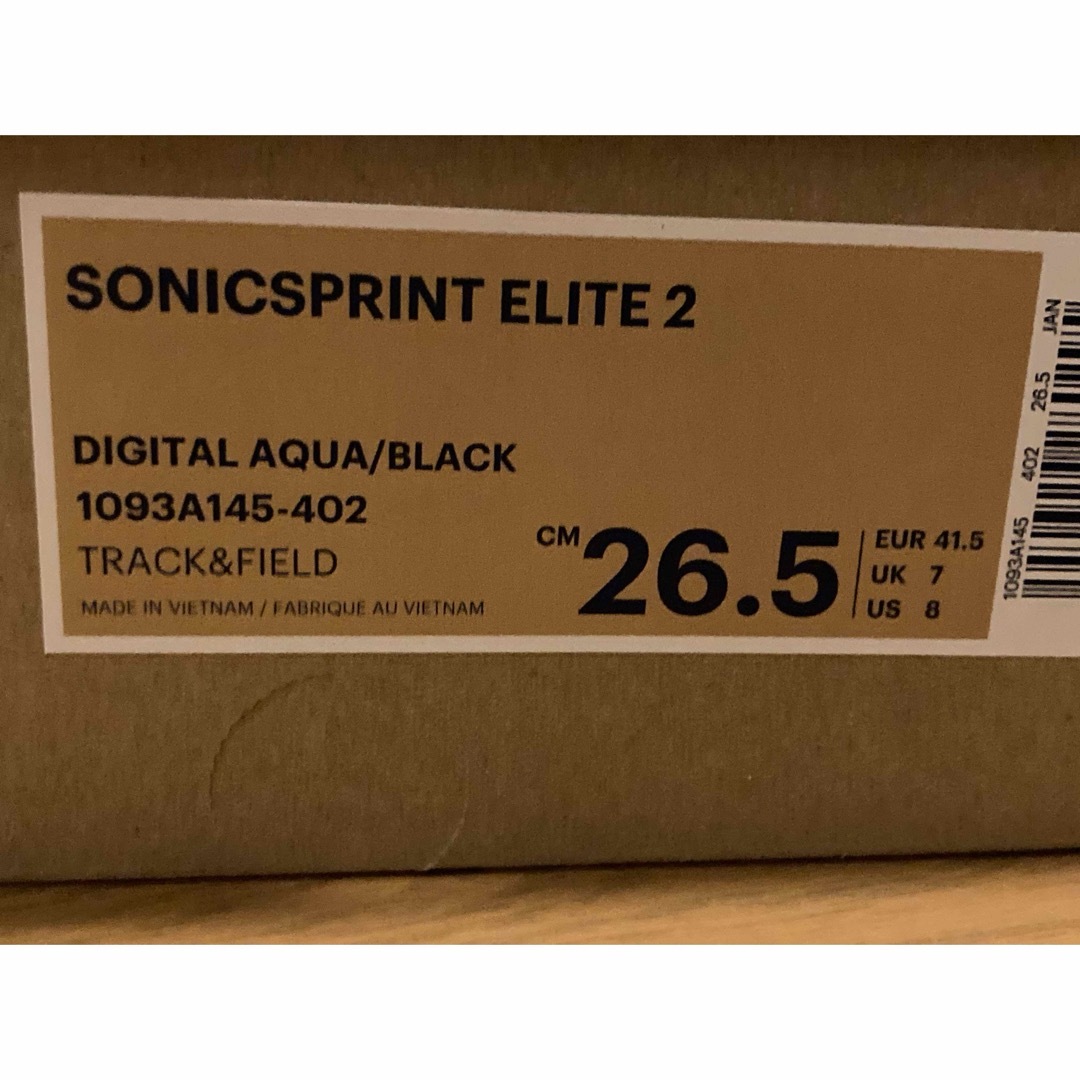 SONICSPRINT ELITE 2
DIGITAL AQUA/BLACK
1093A145-402
TRACK&FIELD
MADE IN VIETNAM / FABRIQUE AU VIETNAM
CM 26.5
EUR 41.5
UK 7
US 8
1093A145 402 26.5 JAN